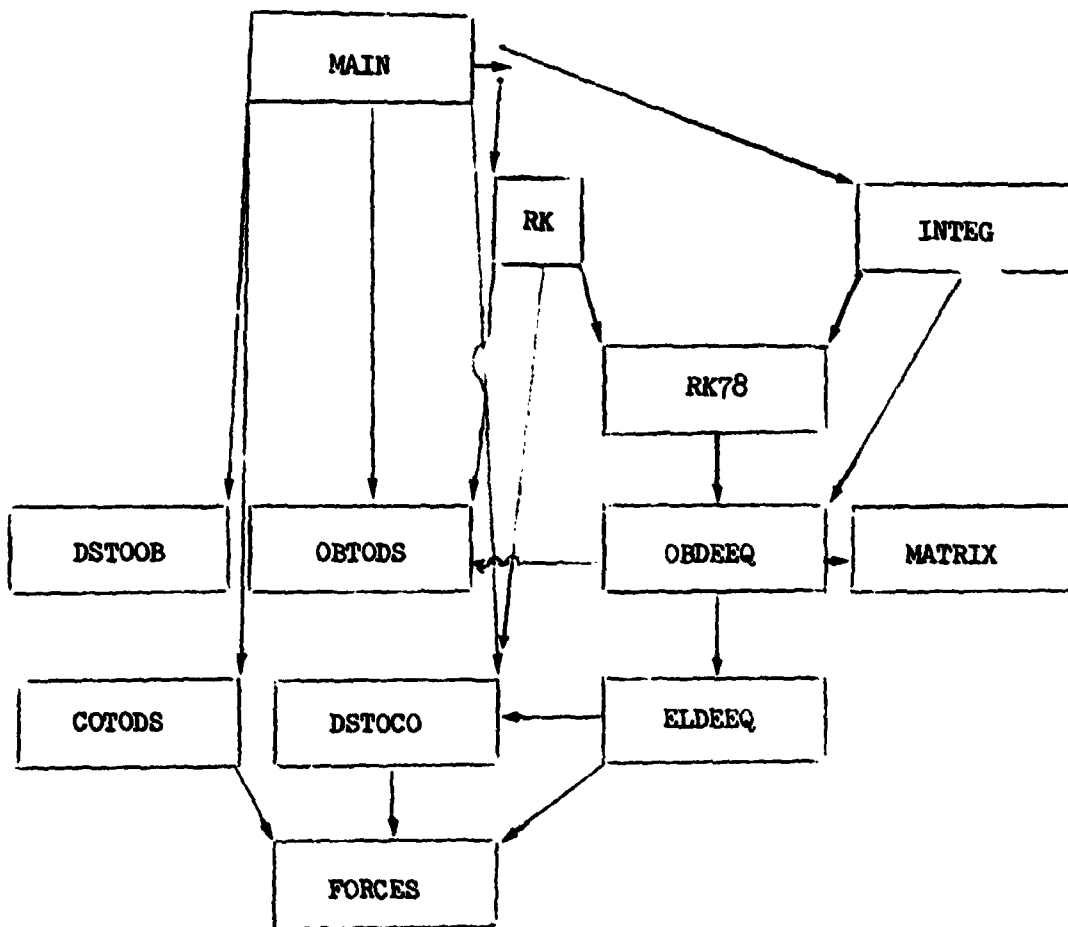 MAIN
RK
INTEG
RK78
DSTOOB
OBTODS
OBDEEQ
MATRIX
COTODS
DSTOCO
ELDEEQ
FORCES